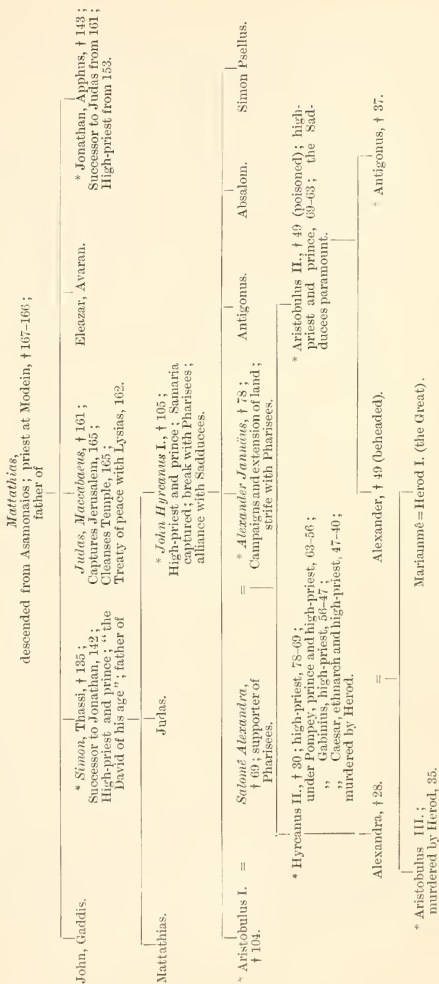 Mattathias,
descended from Asamonaios; priest at Modein, † 167-166;
father of
John, Gaddis.
* Simon, Thassi, † 135;
Successor to Jonathan, 142;
High-priest and prince; “the
David of his age”; father of
Judas, Maccabaeus, † 161;
Captures Jerusalem, 165;
Cleanses Temple, 165;
Treaty of peace with Lysias, 162.
Eleazar, Avaran.
* Jonathan, Apphus, † 143;
Successor to Judas from 161;
High-priest from 153.
Mattathias.
Judas.
* John Hyrcanus I., † 105;
High-priest and prince; Samaria
captured; break with Pharisees;
alliance with Sadducees.
* Aristobulus I.
† 104.
=
Salomê Alexandra,
† 69; supporter of
Pharisees.
=
* Alexander Jannäus, † 78;
Campaigns and extension of land;
strife with Pharisees.
Antigonus.
Absalom.
Simon Psellus.
* Hyrcanus II., † 30; high-priest, 78-69;
under Pompey, prince and high-priest, 63-56;
„ Gabinius, high-priest, 56-47;
„ Caesar, ethnarch and high-priest, 47-40;
murdered by Herod.
* Aristobulus II., † 49 (poisoned); high-
priest and prince, 69-63; the Sad-
ducees paramount.
Alexandra, † 28.
=
Alexander, † 49 (beheaded).
* Antigonus, † 37.
* Aristobulus III.;
murdered by Herod, 35.
Mariammê = Herod I. (the Great).